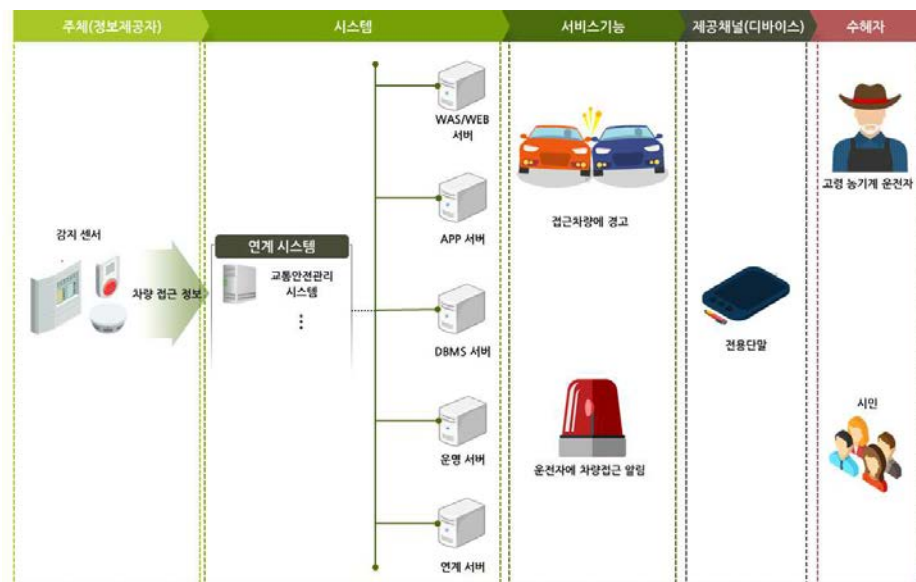 주체(정보제공자)
시스템
서비스기능
제공채널(디바이스)
수혜자
감지 센서
차량 접근 정보
연계 시스템
교통안전관리
시스템
WAS/WEB
서버
APP 서버
DBMS 서버
운영 서버
연계 서버
접근차량에 경고
운전자에 차량접근 알림
전용단말
고령 농기계 운전자
시민